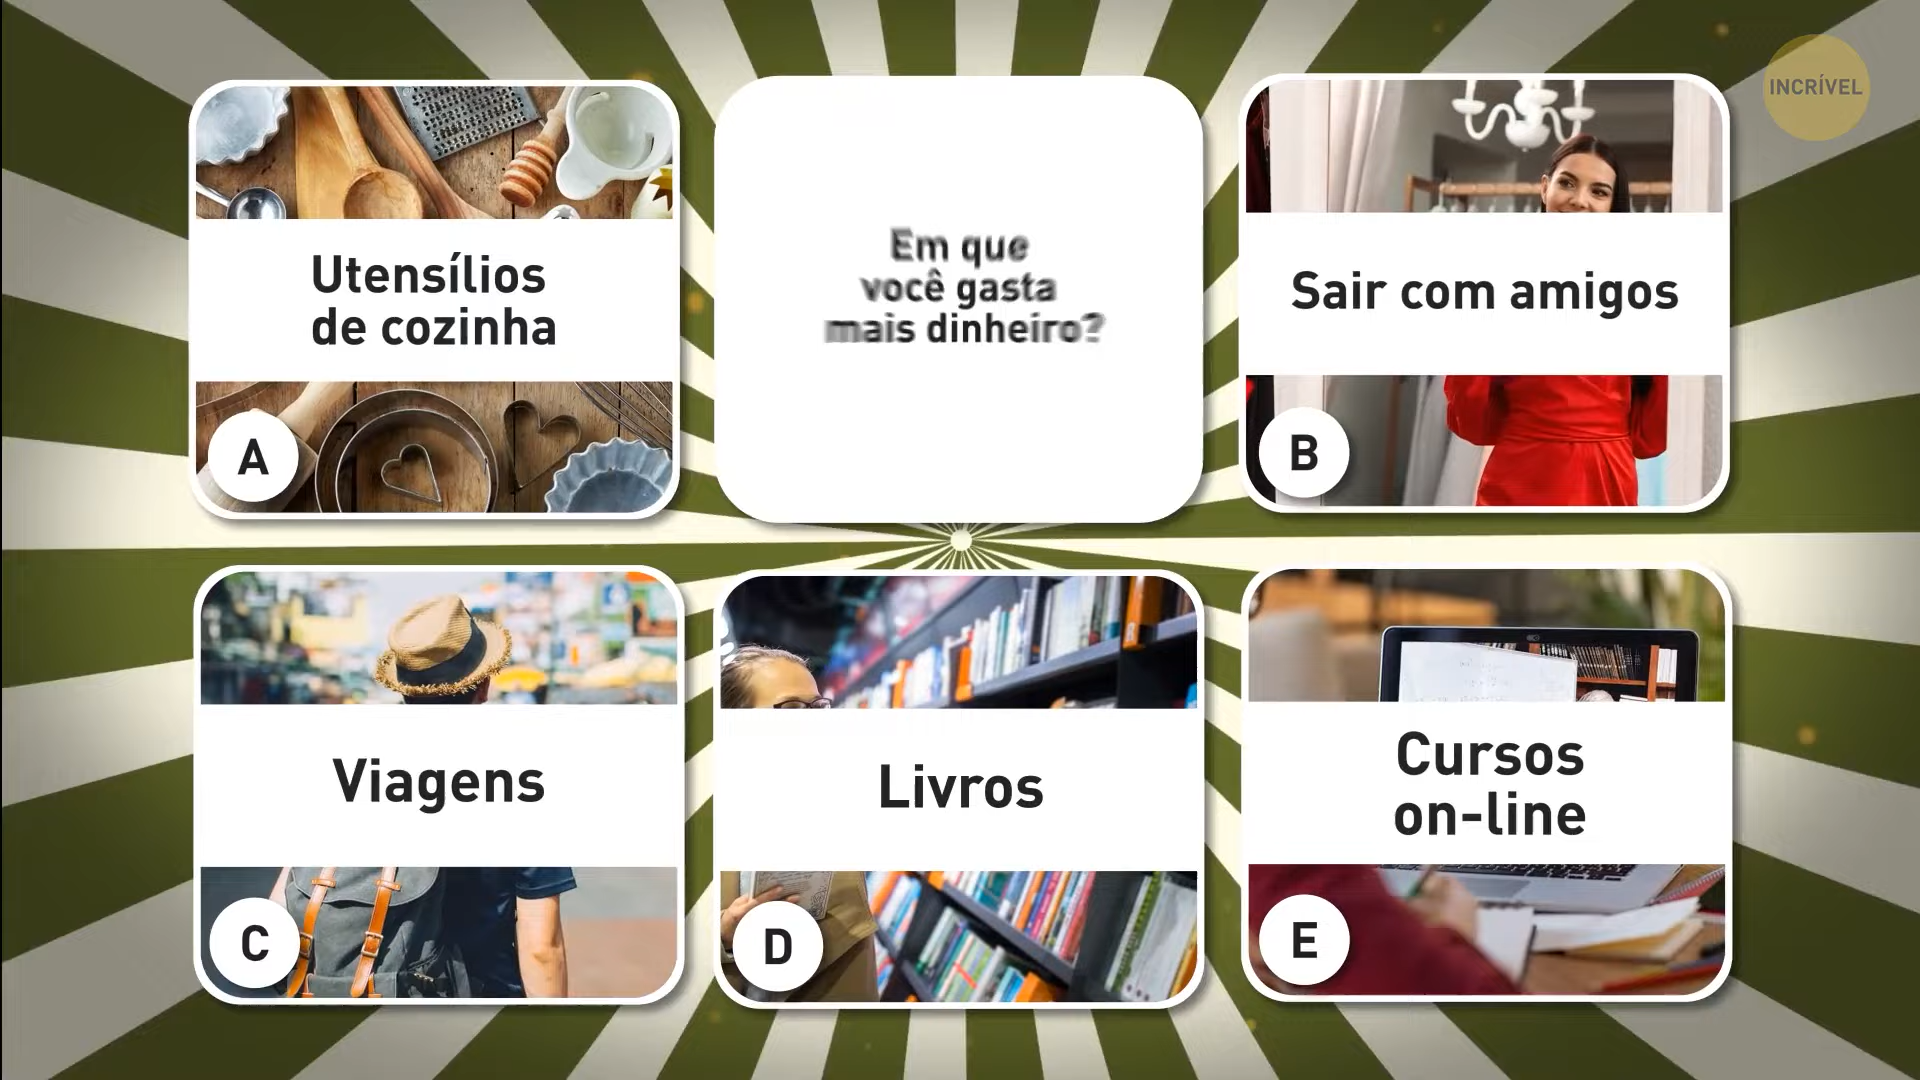 INCRÍVEL
Utensílios
de cozinha
A
Em que
você gasta
mais dinheiro?
Sair com amigos
B
Viagens
C
Livros
D
Cursos
on-line
E